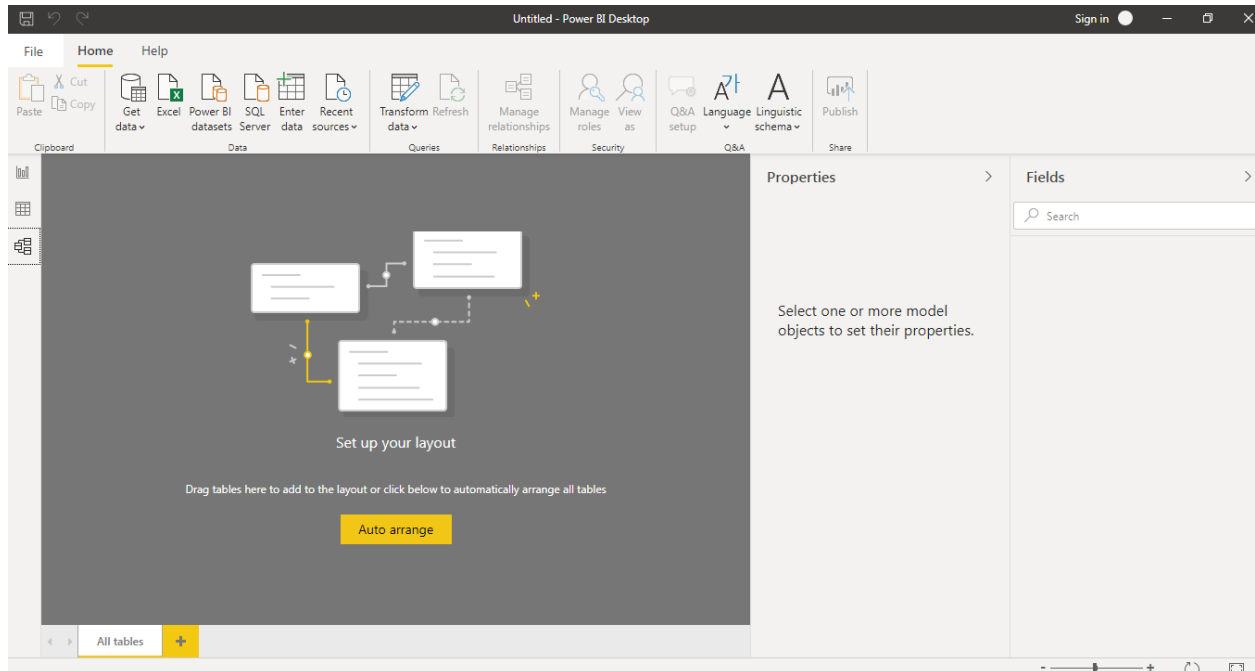 Untitled - Power BI Desktop
Sign in
File Home Help
Paste
Cut
Copy
Clipboard
Get data
Excel
Power BI datasets
SQL Server
Enter data
Recent sources
Data
Transform data
Refresh
Queries
Manage relationships
Relationships
Manage roles
View as
Security
Q&A setup
Language
Linguistic schema
Q&A
Publish
Share
Properties
Select one or more model
objects to set their properties.
Fields
Search
Set up your layout
Drag tables here to add to the layout or click below to automatically arrange all tables
Auto arrange
All tables